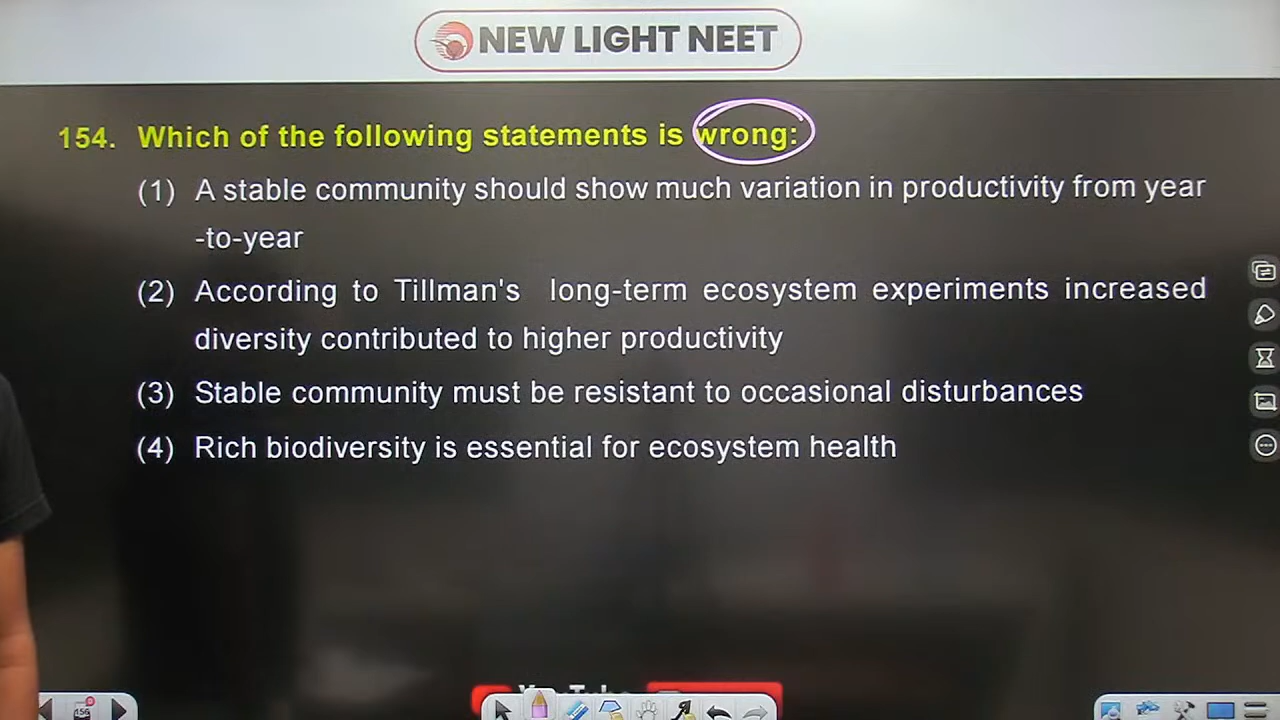 NEW LIGHT NEET
154. Which of the following statements is wrong:
(1) A stable community should show much variation in productivity from year
-to-year
(2) According to Tillman's long-term ecosystem experiments increased
diversity contributed to higher productivity
(3) Stable community must be resistant to occasional disturbances
(4) Rich biodiversity is essential for ecosystem health